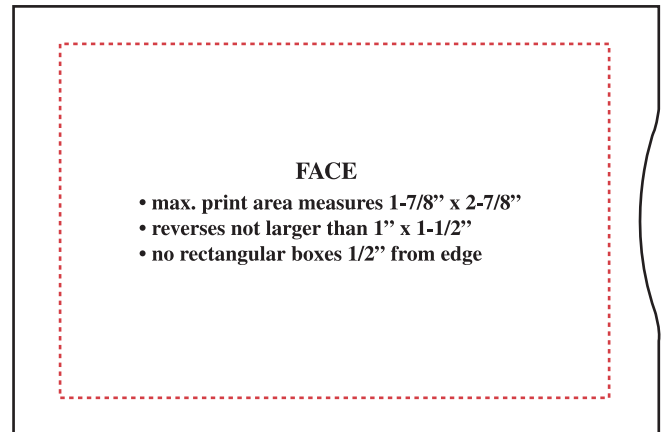 FACE
• max. print area measures 1-7/8” x 2-7/8”
• reverses not larger than 1” x 1-1/2”
• no rectangular boxes 1/2” from edge